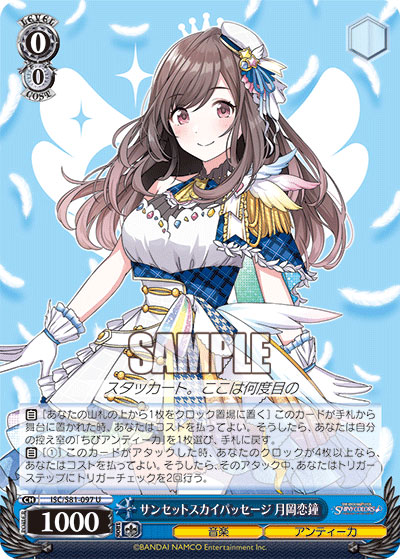 LEVEL
0
0
COST
SAMPLE
スタッカート。ここは何度目の
【自】［あなたの山札の上から1枚をクロック置場に置く］このカードが手札から
舞台に置かれた時、あなたはコストを払ってよい。そうしたら、あなたは自
分の控え室の「ちびアンティーカ」を1枚選び、手札に戻す。
【自】［(1)］このカードがアタックした時、あなたのクロックが4枚以上なら、
あなたはコストを払ってよい。そうしたら、そのアタック中、あなたはトリガーステッ
プにトリガーチェックを2回行う。
CH
ISC/S81-097 U
サンセットスカイパッセージ 月岡恋鐘
SHINY COLORS
1000
音楽
アンティーカ
©BANDAI NAMCO Entertainment Inc.